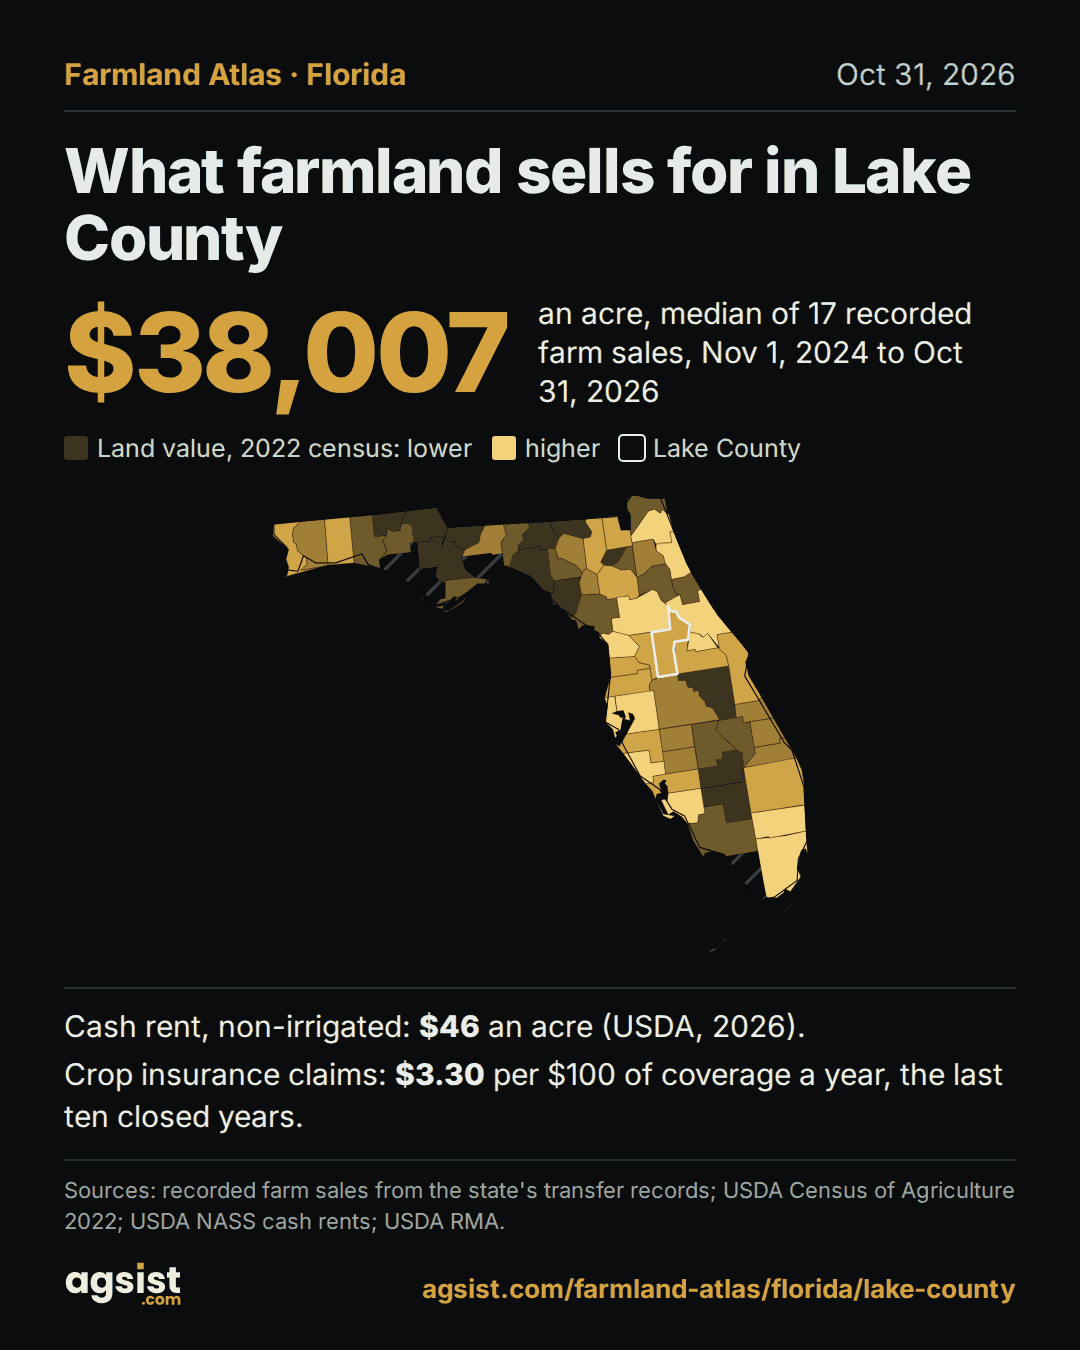 Farmland Atlas · Florida
Oct 31, 2026
What farmland sells for in Lake
County
$38,007
an acre, median of 17 recorded
farm sales, Nov 1, 2024 to Oct
31, 2026
Land value, 2022 census: lower
higher
Lake County
Cash rent, non-irrigated: $46 an acre (USDA, 2026).
Crop insurance claims: $3.30 per $100 of coverage a year, the last
ten closed years.
Sources: recorded farm sales from the state's transfer records; USDA Census of Agriculture
2022; USDA NASS cash rents; USDA RMA.
agsist
.com
agsist.com/farmland-atlas/florida/lake-county